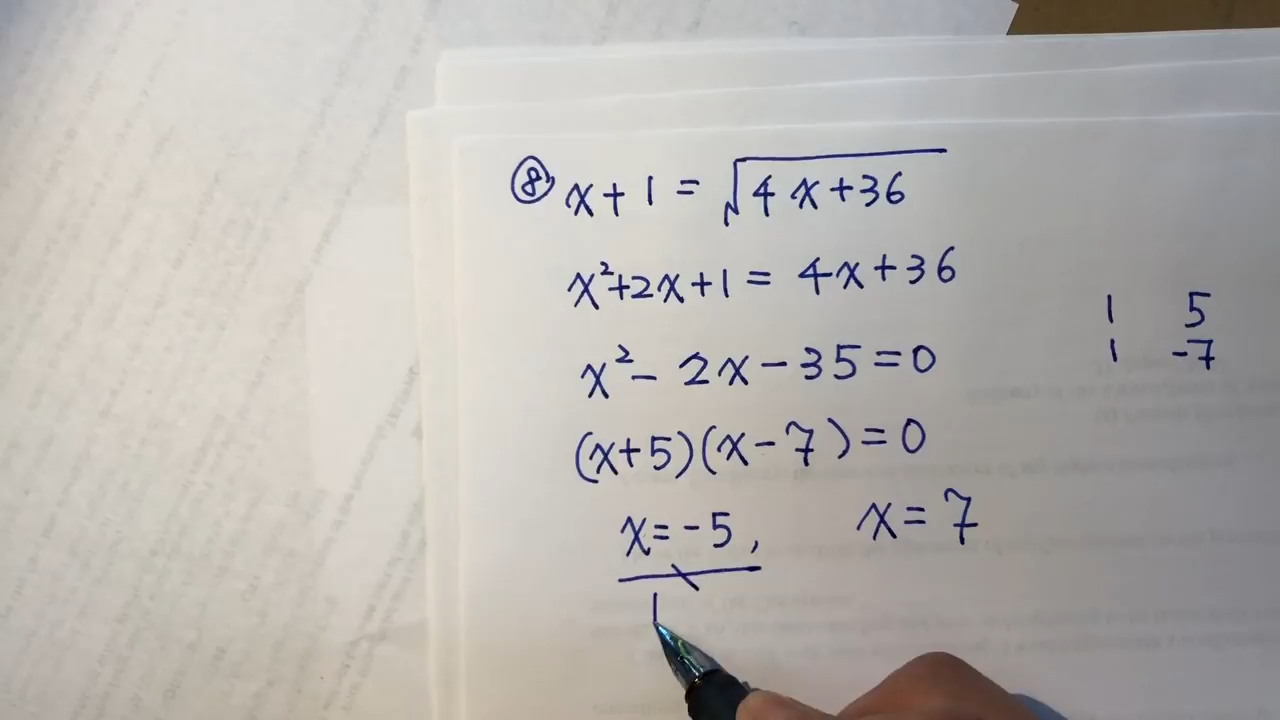 ⑧ x+1 = √(4x+36)
x²+2x+1 = 4x+36
1 5
x²-2x-35=0
1 -7
(x+5)(x-7)=0
x=-5, x=7